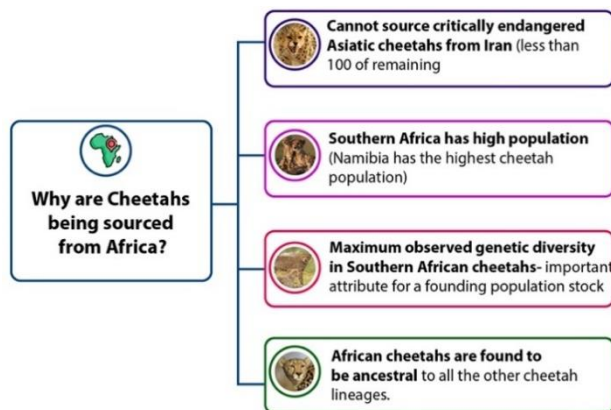 Why are Cheetahs
being sourced
from Africa?
Cannot source critically endangered
Asiatic cheetahs from Iran (less than
100 of remaining
Southern Africa has high population
(Namibia has the highest cheetah
population)
Maximum observed genetic diversity
in Southern African cheetahs- important
attribute for a founding population stock
African cheetahs are found to
be ancestral to all the other cheetah
lineages.